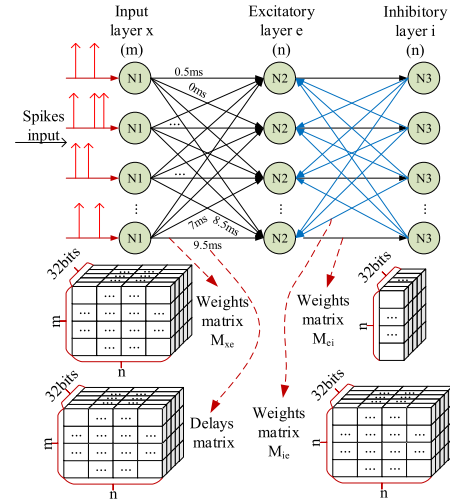 Input
layer x
(m)
Excitatory
layer e
(n)
Inhibitory
layer i
(n)
Spikes
input
N1
N1
N1
N1
N2
N2
N2
N2
N3
N3
N3
N3
0.5ms
0ms
...
...
7ms
8.5ms
9.5ms
...
...
...
32bits
m
n
Weights
matrix
Mxe
Weights
matrix
Mei
32bits
n
32bits
m
n
Delays
matrix
Weights
matrix
Mie
32bits
n
n